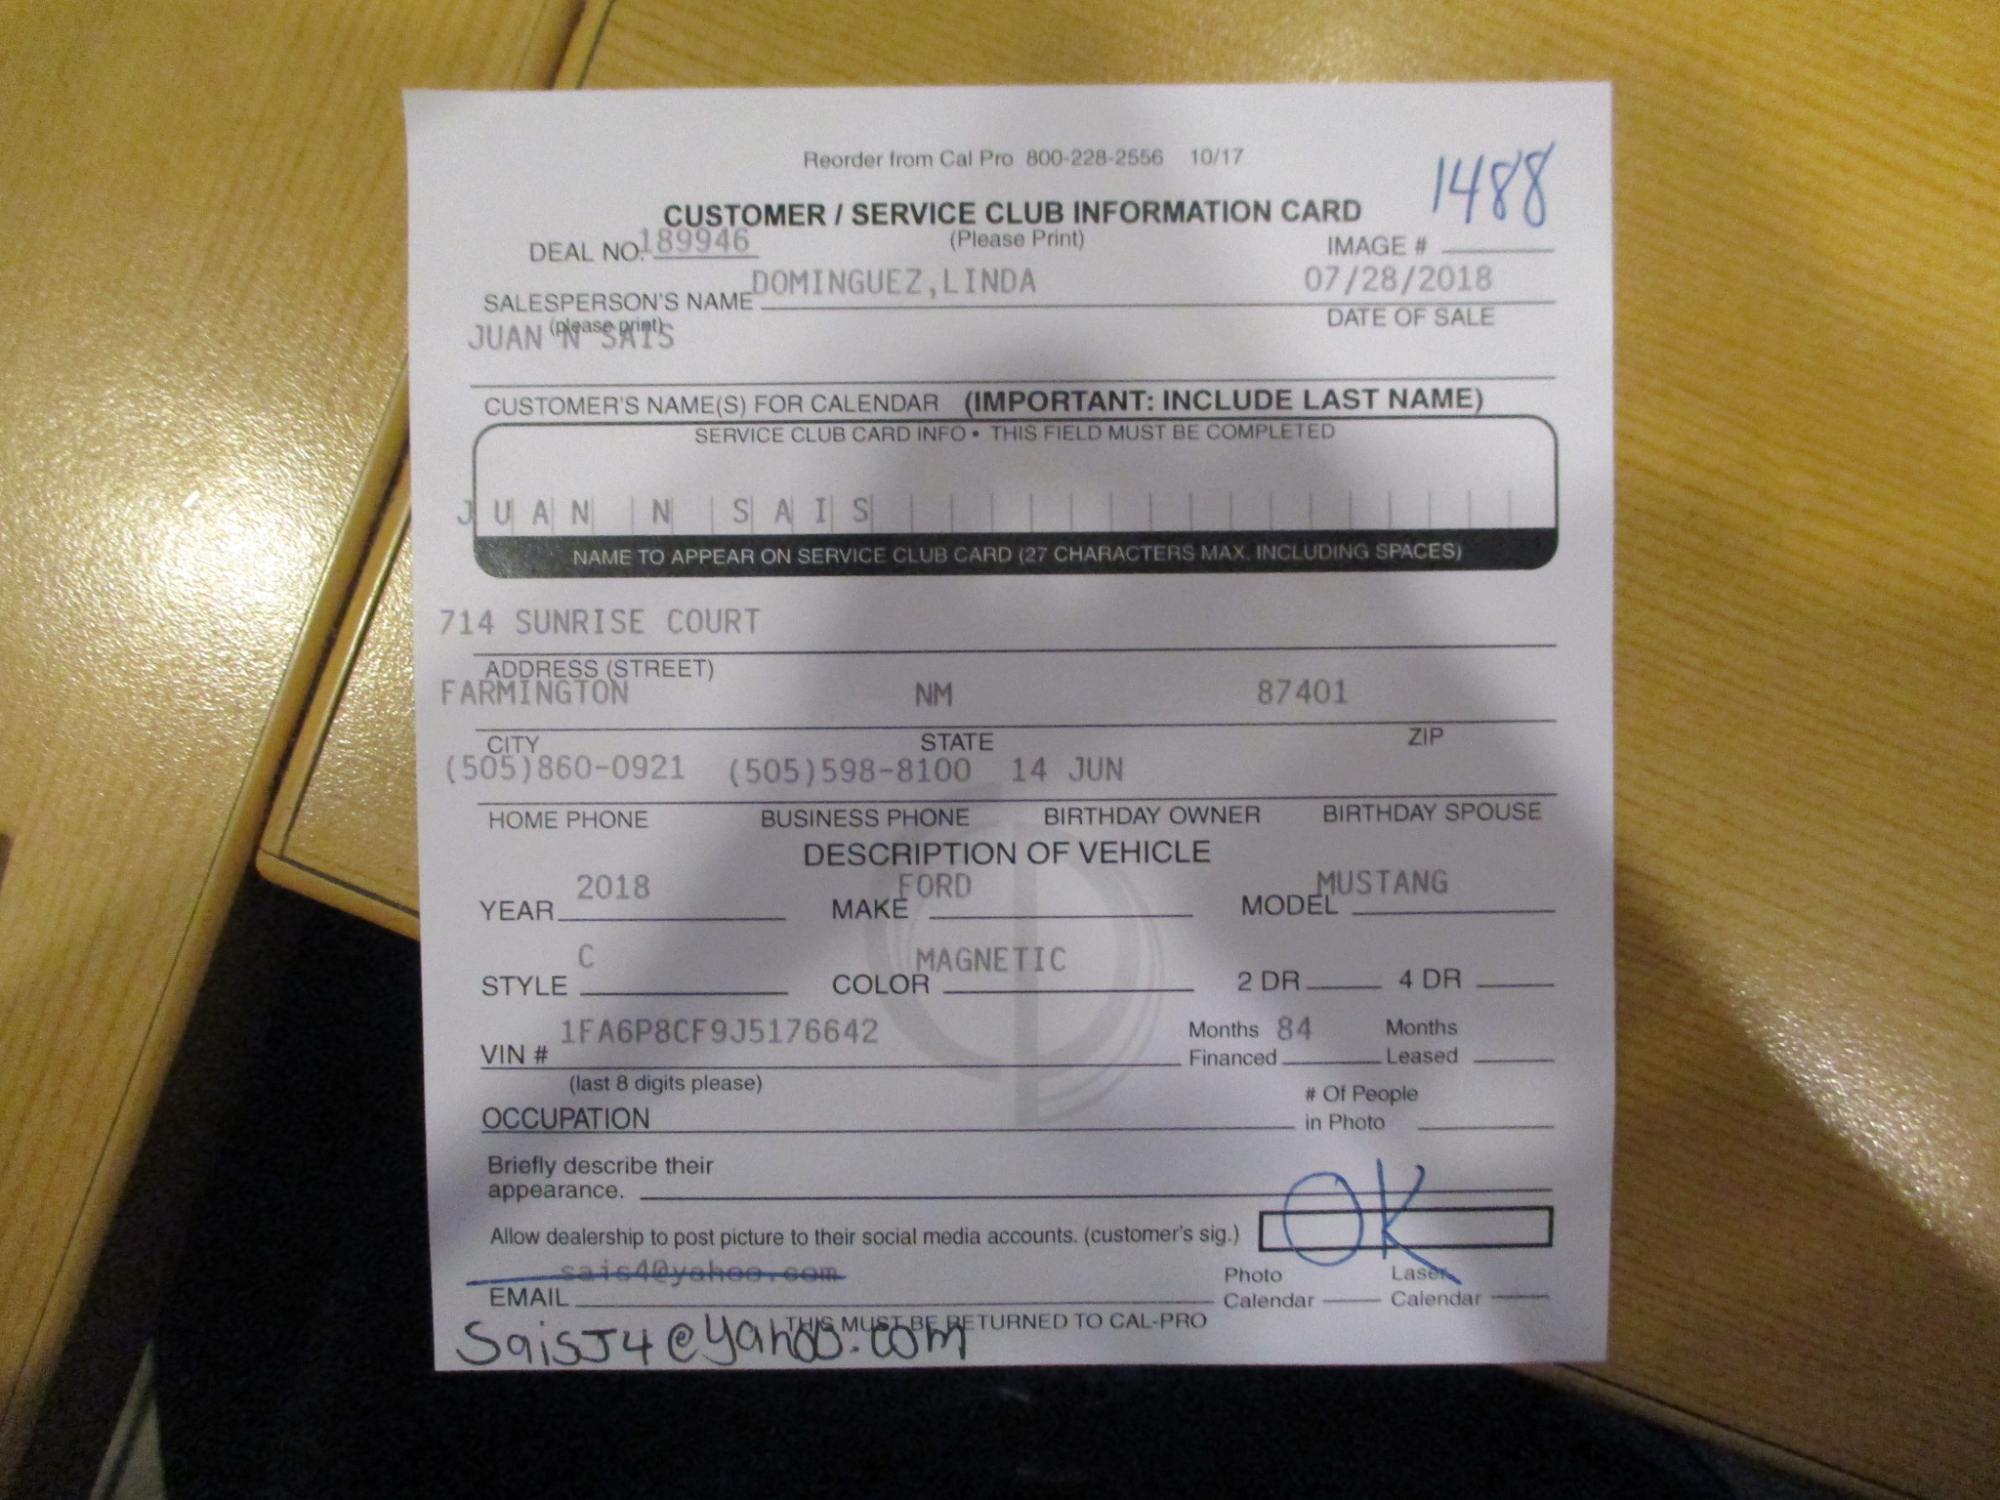 Reorder from Cal Pro 800-228-2556 10/17
1488
CUSTOMER / SERVICE CLUB INFORMATION CARD
(Please Print)
DEAL NO. 189946
IMAGE #
DOMINGUEZ,LINDA 07/28/2018
SALESPERSON'S NAME
(please print)
DATE OF SALE
JUAN N SAIS
CUSTOMER'S NAME(S) FOR CALENDAR (IMPORTANT: INCLUDE LAST NAME)
SERVICE CLUB CARD INFO • THIS FIELD MUST BE COMPLETED
JUAN N SAIS
NAME TO APPEAR ON SERVICE CLUB CARD (27 CHARACTERS MAX. INCLUDING SPACES)
714 SUNRISE COURT
ADDRESS (STREET)
FARMINGTON NM 87401
CITY STATE ZIP
(505)860-0921 (505)598-8100 14 JUN
HOME PHONE BUSINESS PHONE BIRTHDAY OWNER BIRTHDAY SPOUSE
DESCRIPTION OF VEHICLE
YEAR 2018 MAKE FORD MODEL MUSTANG
STYLE C COLOR MAGNETIC 2 DR 4 DR
VIN # 1FA6P8CF9J5176642 Months Financed 84 Months Leased
(last 8 digits please)
OCCUPATION # Of People in Photo
Briefly describe their
appearance.
Allow dealership to post picture to their social media accounts. (customer's sig.) OK
sais4@yahoo.com
EMAIL
Photo Calendar Laser Calendar
THIS MUST BE RETURNED TO CAL-PRO
SaisJ4@yahoo.com